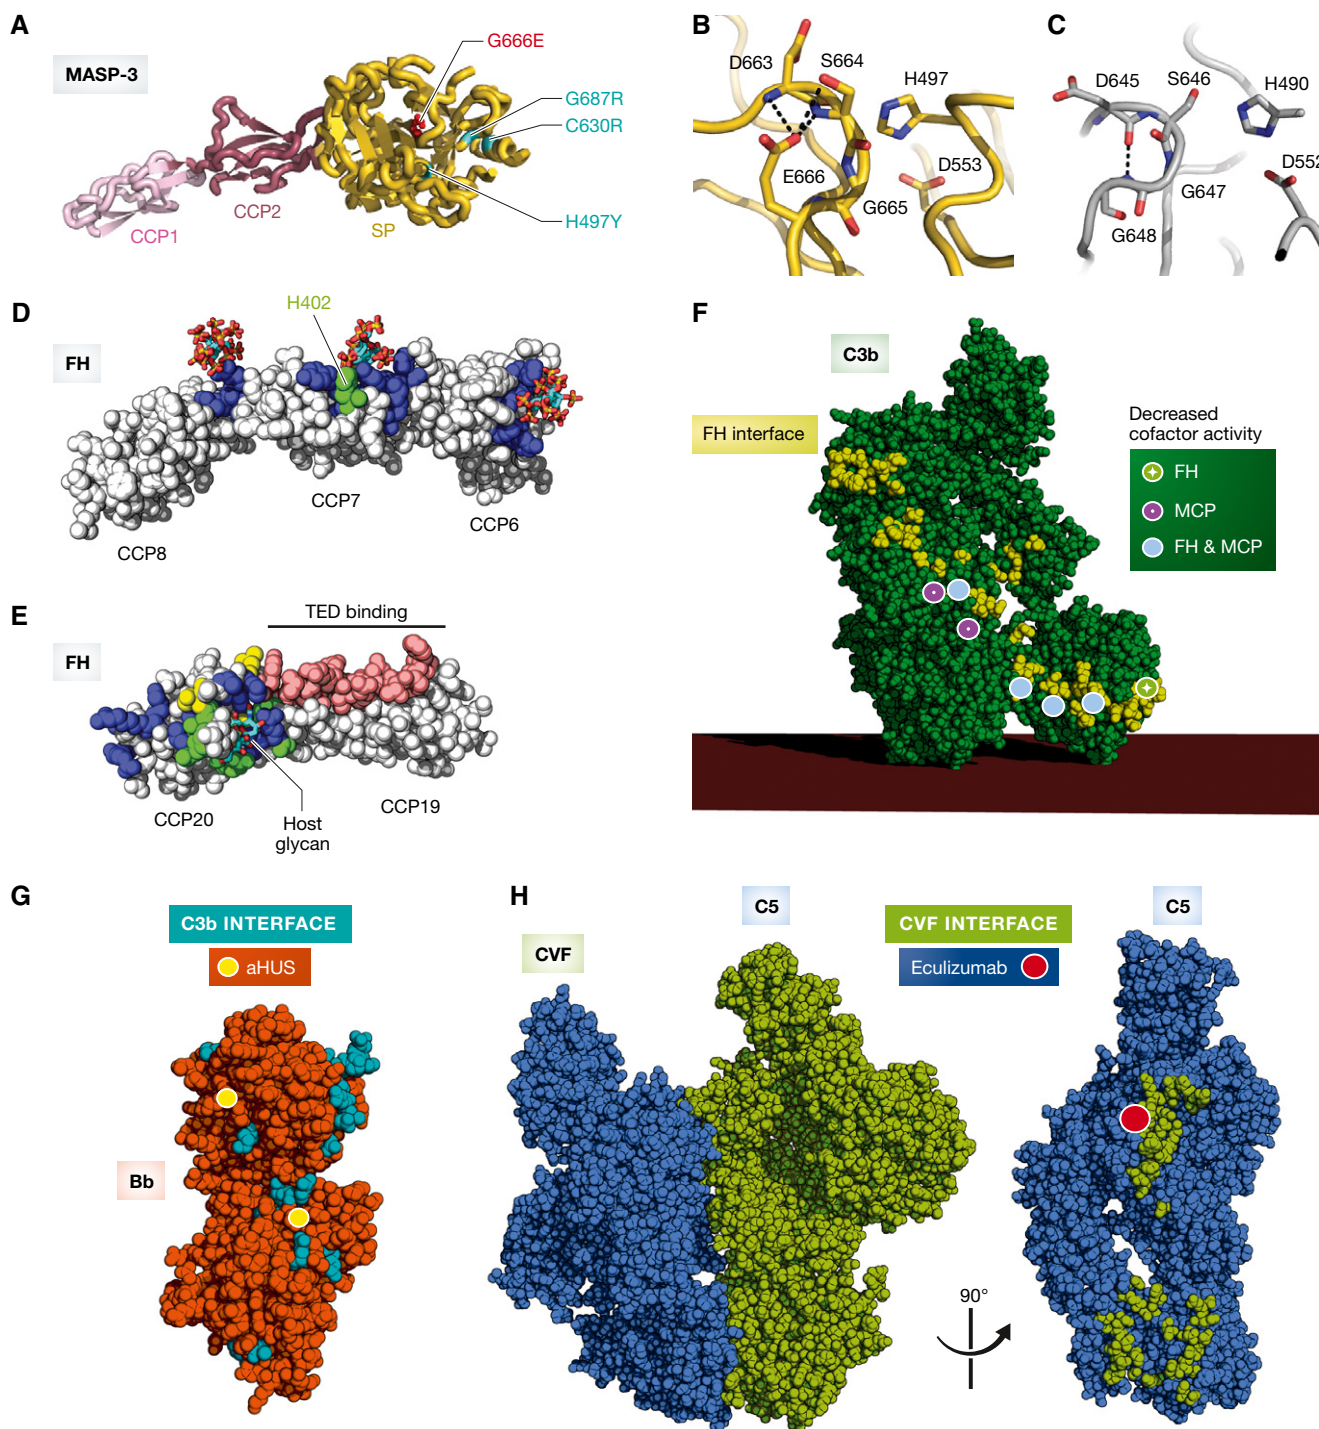 A
MASP-3
G666E
G687R
C630R
H497Y
CCP1
CCP2
SP
B
D663
S664
H497
D553
E666
G665
C
D645
S646
H490
D552
G647
G648
D
FH
H402
CCP8
CCP7
CCP6
E
FH
TED binding
CCP20
Host
glycan
CCP19
F
C3b
FH interface
Decreased
cofactor activity
FH
MCP
FH & MCP
G
C3b INTERFACE
aHUS
Bb
H
CVF
C5
CVF INTERFACE
Eculizumab
C5
90°